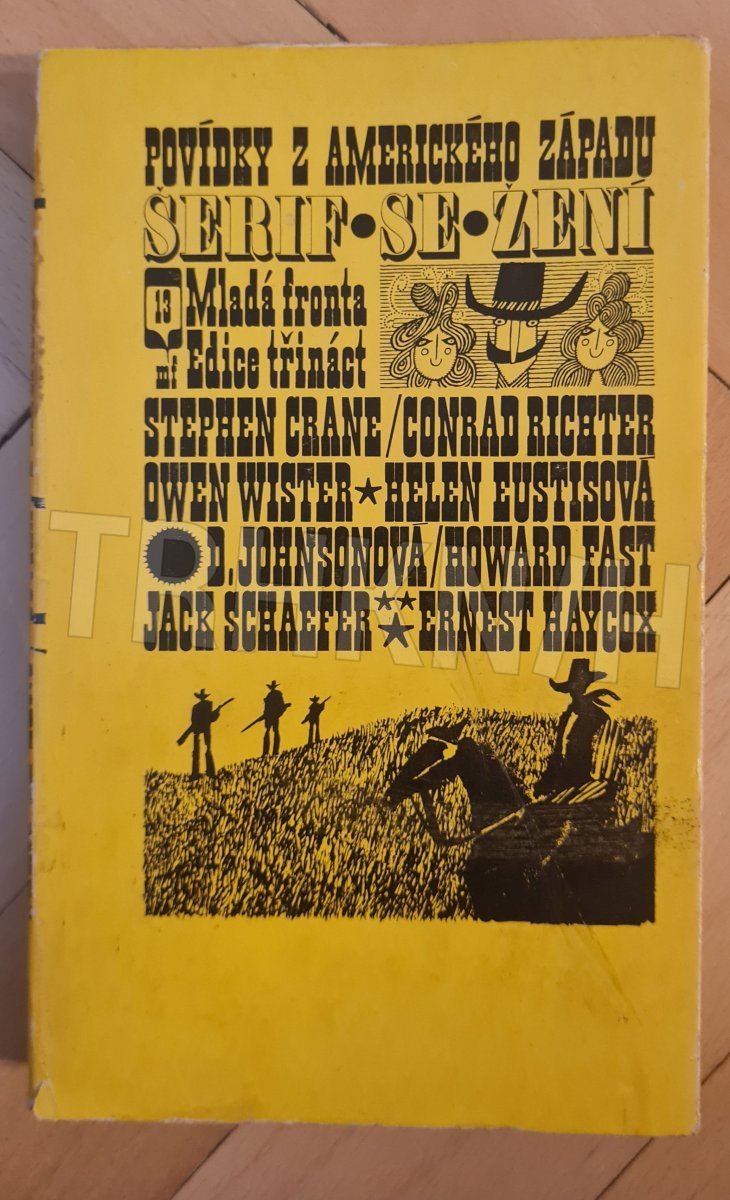 POVÍDKY Z AMERICKÉHO ZÁPADU
ŠERIF•SE•ŽENÍ
13 Mladá fronta
mf Edice třináct
STEPHEN CRANE/CONRAD RICHTER
OWEN WISTER★HELEN EUSTISOVÁ
D. JOHNSONOVÁ/HOWARD FAST
JACK SCHAEFER★★★ERNEST HAYCOX